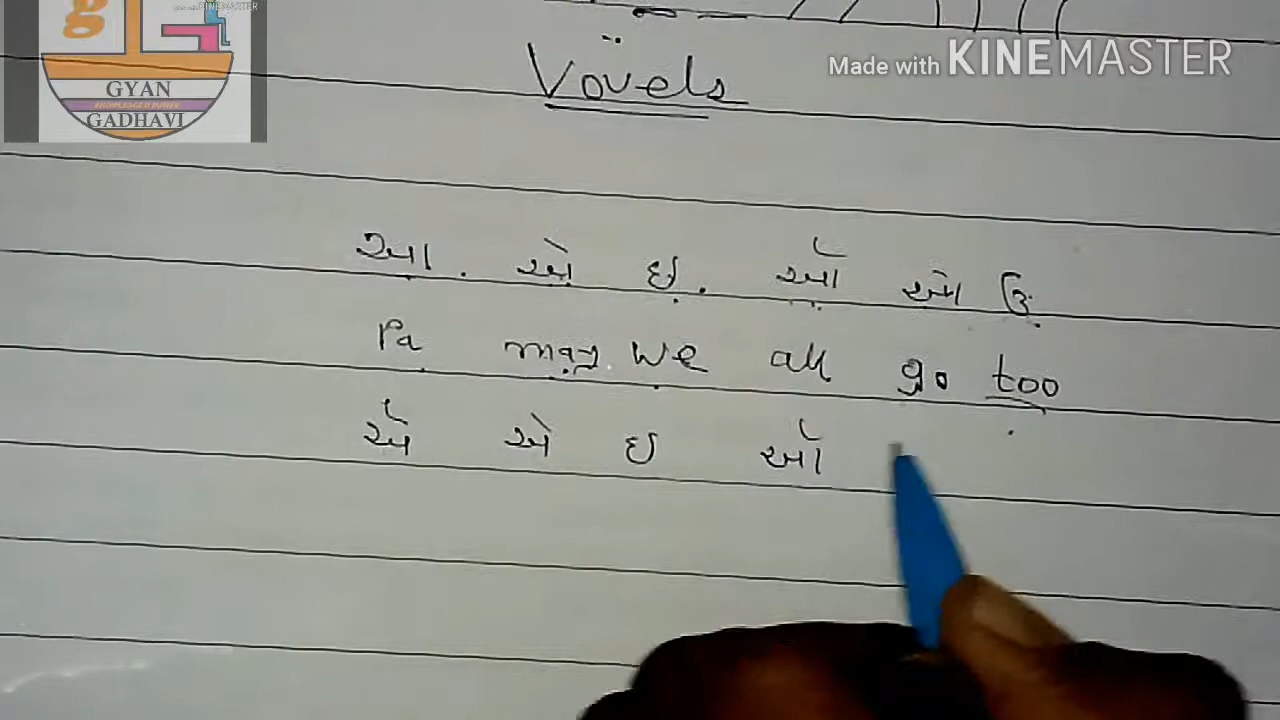 GYAN
GADHAVI
Made with KINEMASTER
Vowels
આ. એ ઇ. ઑ ઓ ઉ
Pa may we all go too
ઍ એ ઇ ઑ